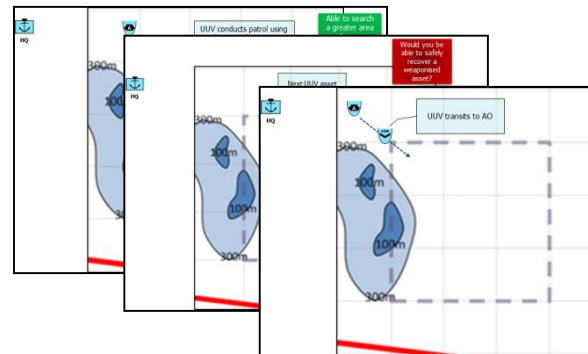 HQ
UUV conducts patrol using
Able to search
a greater area
300m
100m
HQ
Next UUV asset
Would you be
able to safely
recover a
weaponised
asset?
300m
100m
100m
300m
HQ
UUV transits to AO
300m
100m
100m
300m